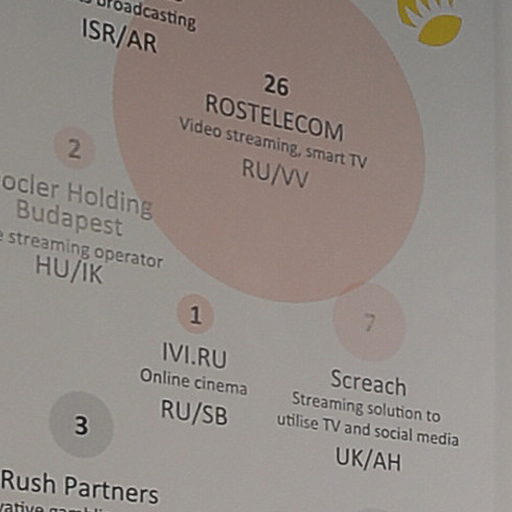 broadcasting
ISR/AR
26
ROSTELECOM
Video streaming, smart TV
RU/VV
2
ocler Holding
Budapest
streaming operator
HU/IK
1
IVI.RU
Online cinema
RU/SB
7
Screach
Streaming solution to
utilise TV and social media
UK/AH
3
Rush Partners